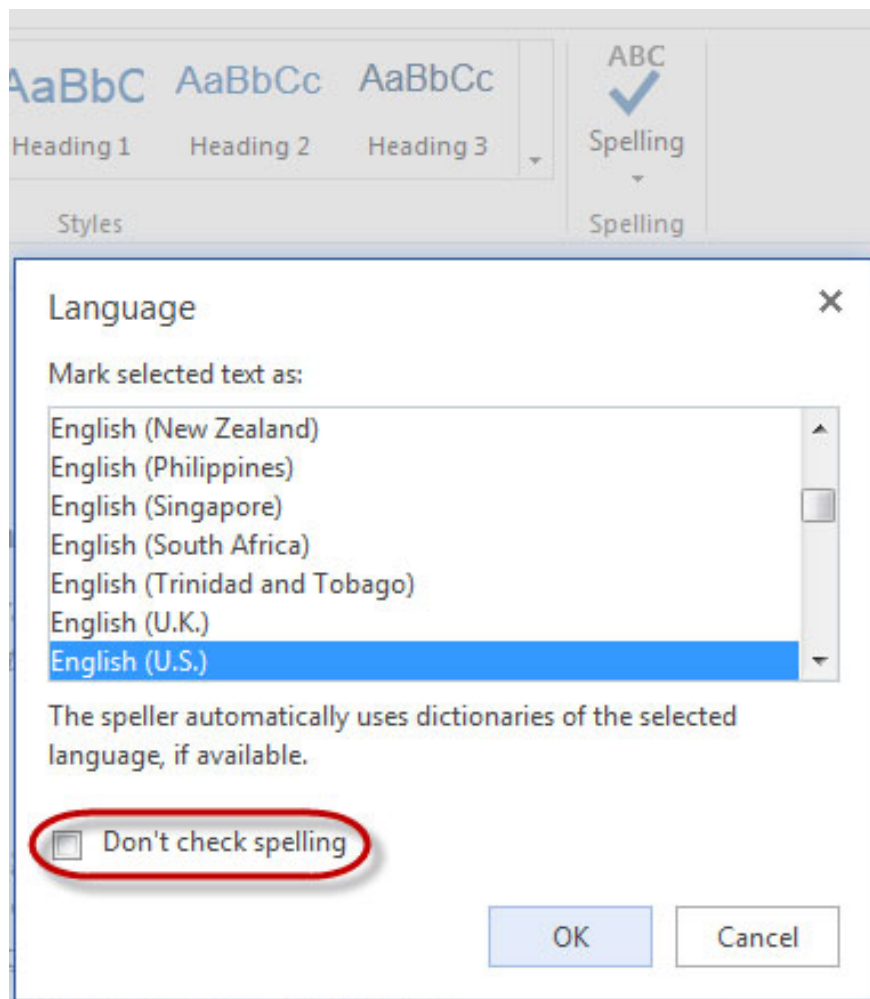 AaBbC AaBbCc AaBbCc ABC
Heading 1 Heading 2 Heading 3 Spelling
Styles Spelling
Language
Mark selected text as:
English (New Zealand)
English (Philippines)
English (Singapore)
English (South Africa)
English (Trinidad and Tobago)
English (U.K.)
English (U.S.)
The speller automatically uses dictionaries of the selected
language, if available.
Don't check spelling
OK Cancel